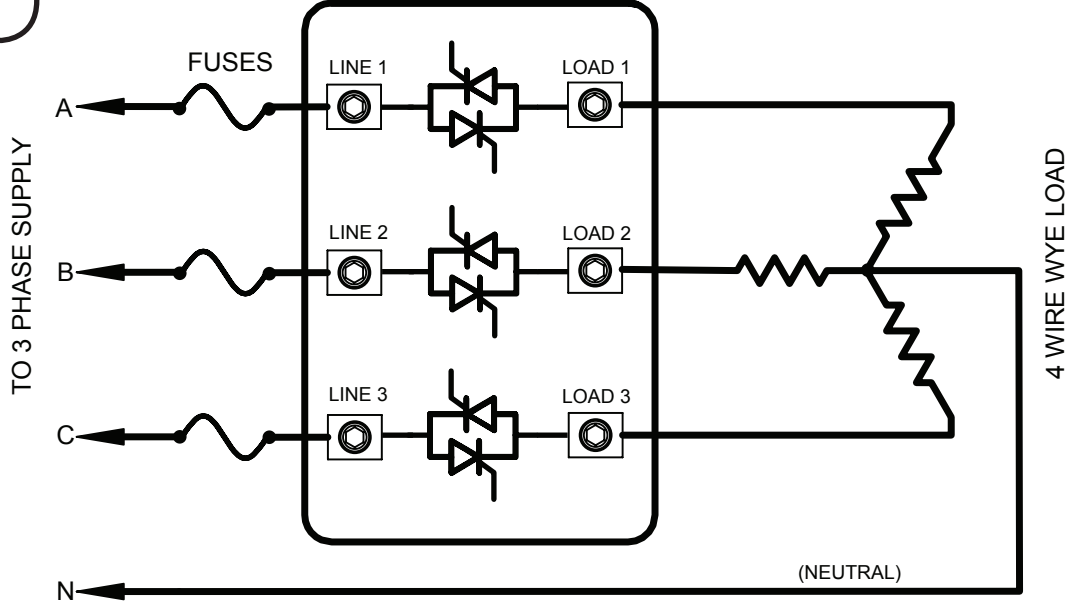 FUSES
LINE 1
LOAD 1
A
TO 3 PHASE SUPPLY
4 WIRE WYE LOAD
LINE 2
LOAD 2
B
LINE 3
LOAD 3
C
(NEUTRAL)
N